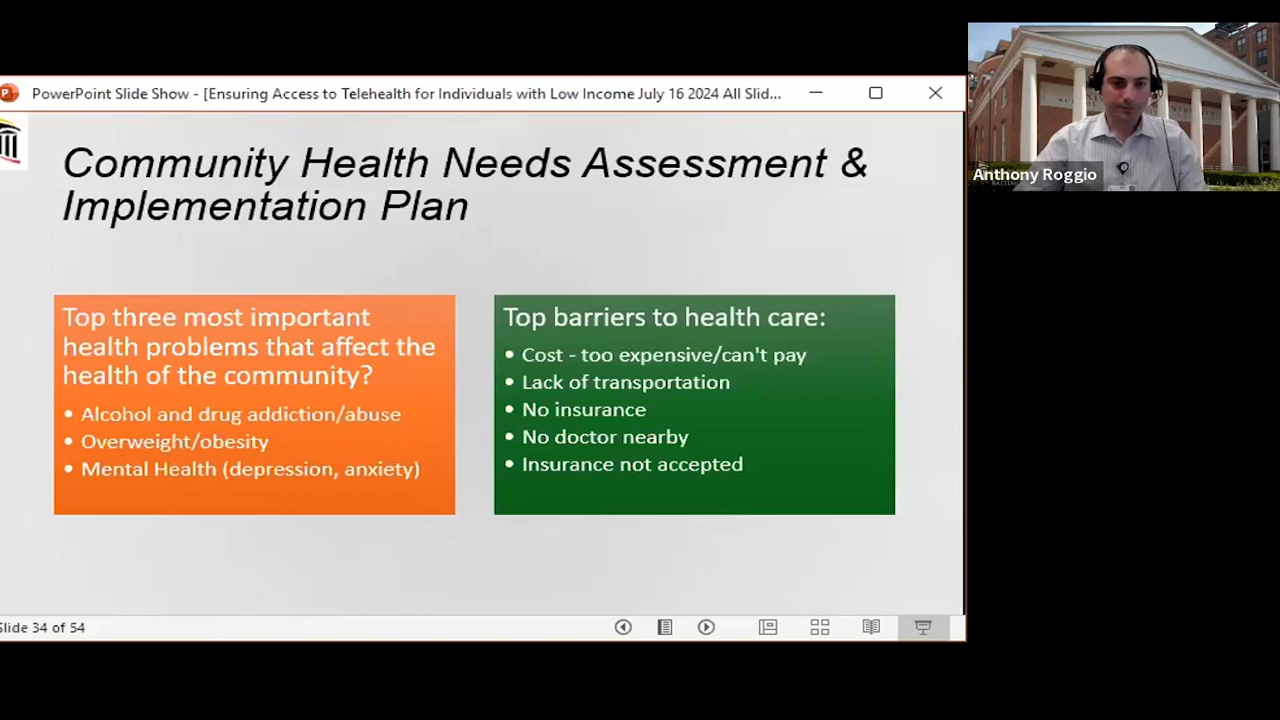 PowerPoint Slide Show - [Ensuring Access to Telehealth for Individuals with Low Income July 16 2024 All Slid...
Community Health Needs Assessment &
Implementation Plan
Top three most important
health problems that affect the
health of the community?
• Alcohol and drug addiction/abuse
• Overweight/obesity
• Mental Health (depression, anxiety)
Top barriers to health care:
• Cost - too expensive/can't pay
• Lack of transportation
• No insurance
• No doctor nearby
• Insurance not accepted
Slide 34 of 54
Anthony Roggio